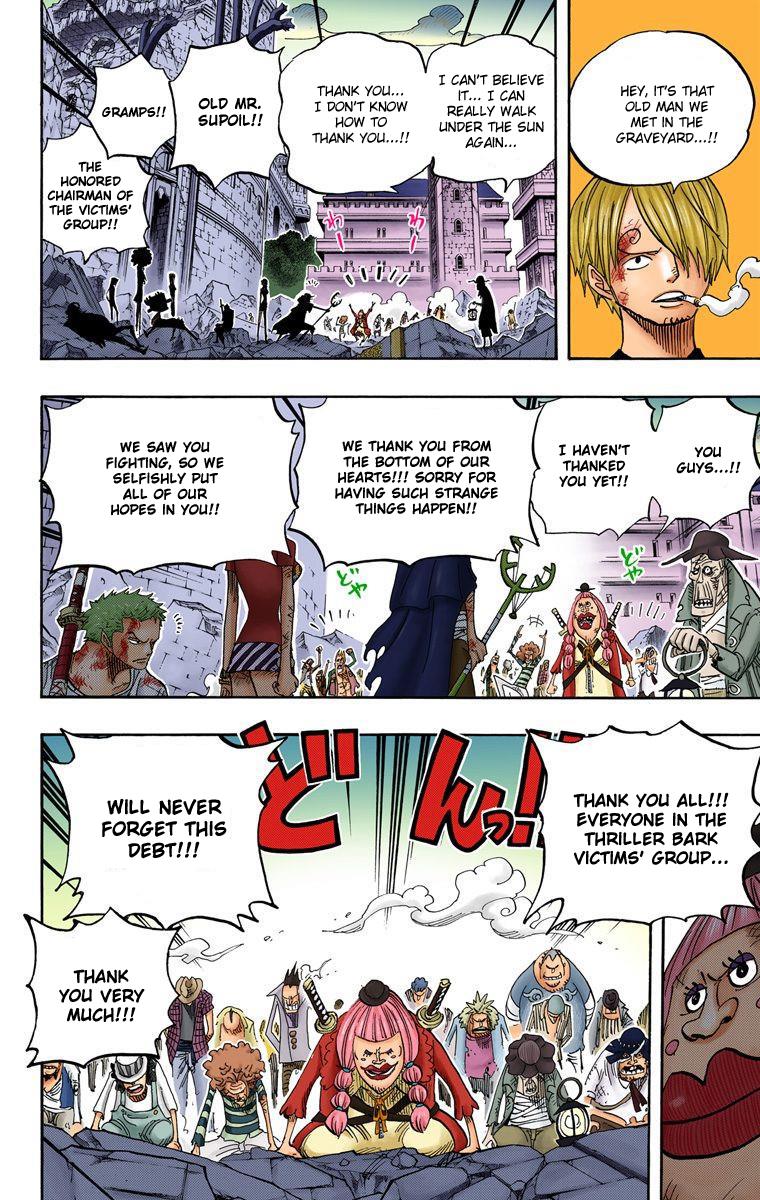 HEY, IT'S THAT
OLD MAN WE
MET IN THE
GRAVEYARD...!!
I CAN'T BELIEVE
IT... I CAN
REALLY WALK
UNDER THE SUN
AGAIN...
THANK YOU...
I DON'T KNOW
HOW TO
THANK YOU...!!
OLD MR.
SUPOIL!!
GRAMPS!!
THE
HONORED
CHAIRMAN OF
THE VICTIMS'
GROUP!!
わー
わー
YOU
GUYS...!!
I HAVEN'T
THANKED
YOU YET!!
WE THANK YOU FROM
THE BOTTOM OF OUR
HEARTS!!! SORRY FOR
HAVING SUCH STRANGE
THINGS HAPPEN!!
WE SAW YOU
FIGHTING, SO WE
SELFISHLY PUT
ALL OF OUR
HOPES IN YOU!!
どや
どや
THANK YOU ALL!!!
EVERYONE IN THE
THRILLER BARK
VICTIMS' GROUP...
どんっ!
WILL NEVER
FORGET THIS
DEBT!!!
THANK
YOU VERY
MUCH!!!